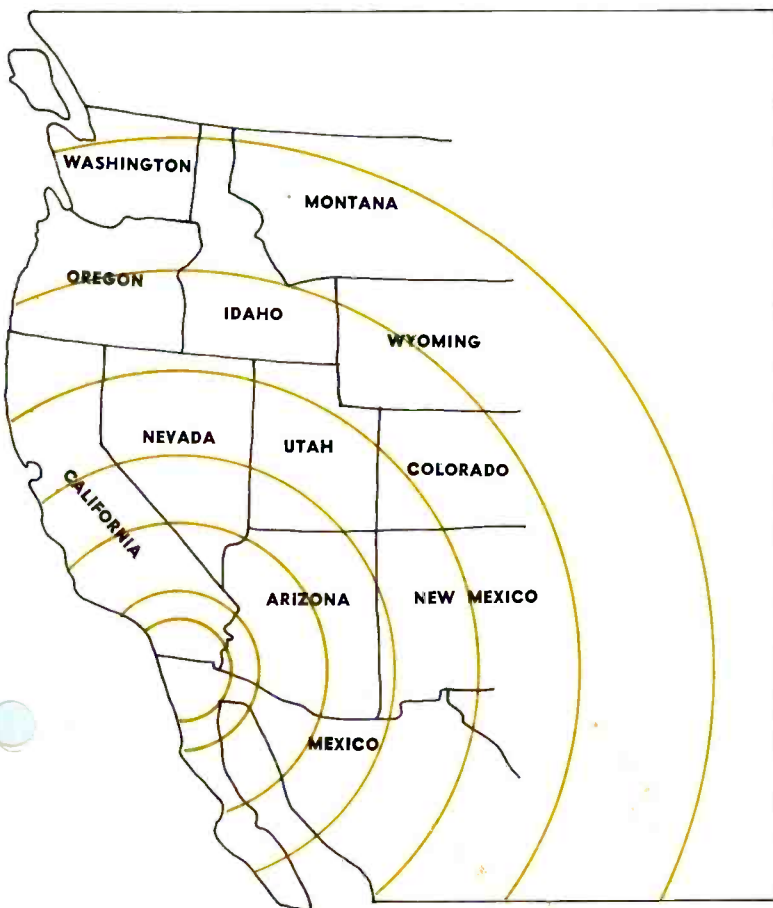 WASHINGTON
MONTANA
OREGON
IDAHO
WYOMING
NEVADA
UTAH
COLORADO
CALIFORNIA
ARIZONA
NEW MEXICO
MEXICO